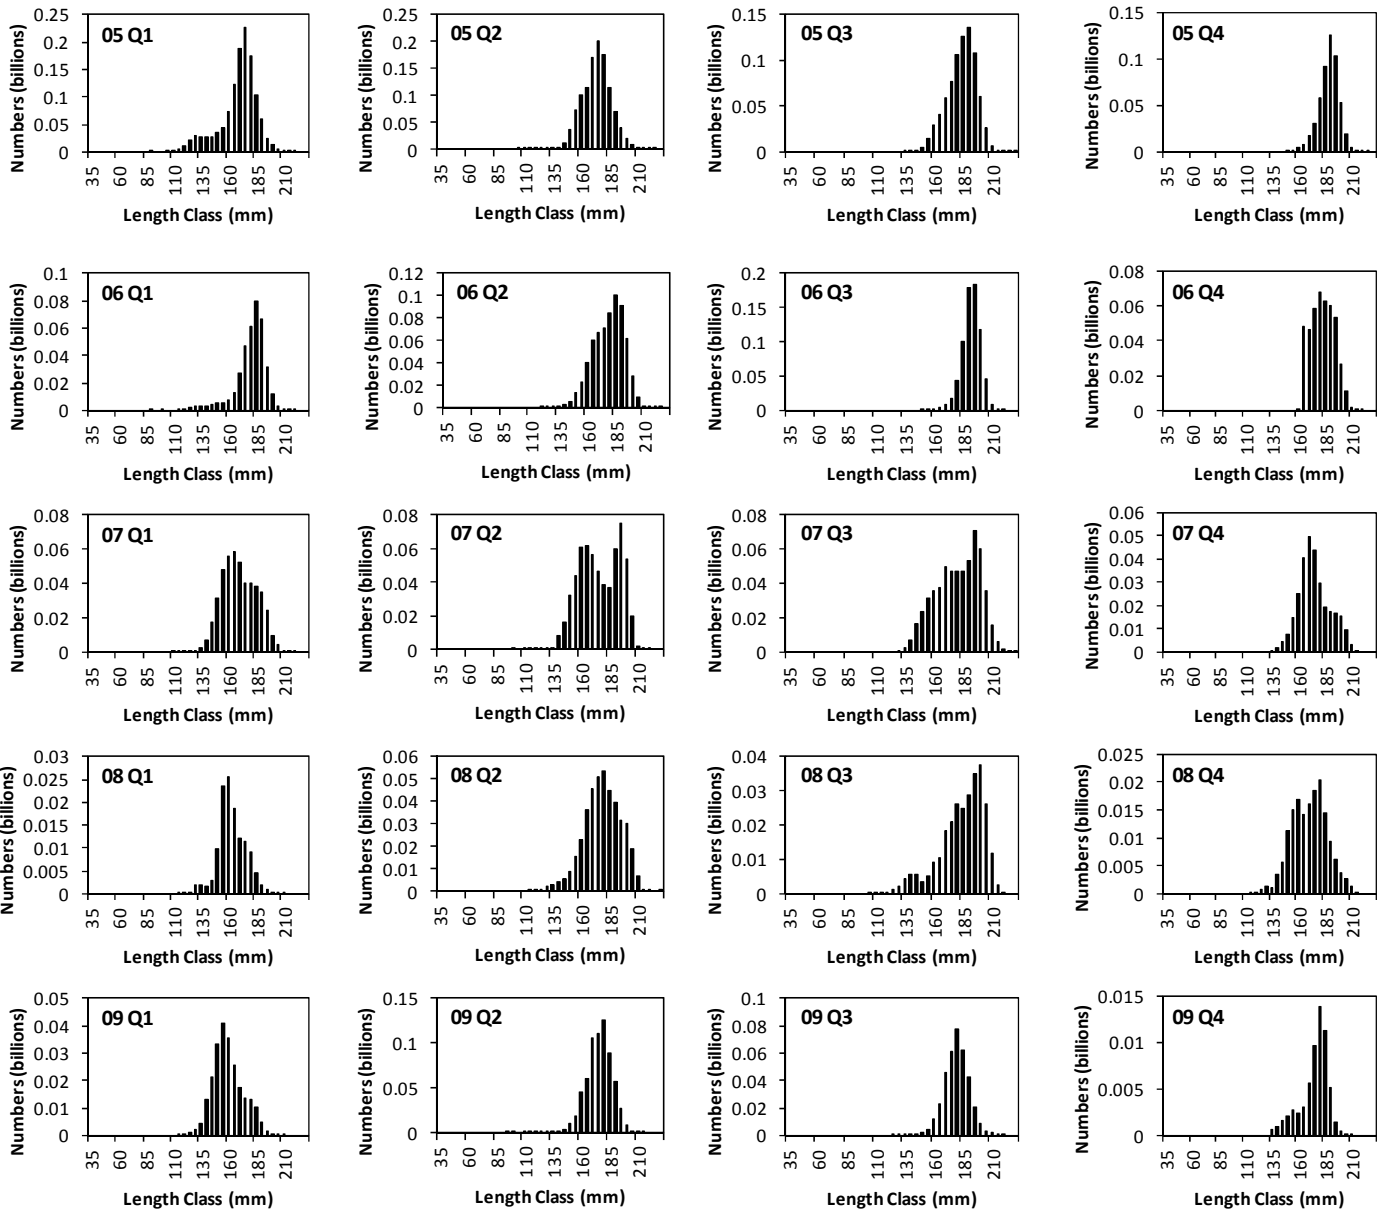 05 Q1
Numbers (billions)
0.25
0.2
0.15
0.1
0.05
0
35 60 85 110 135 160 185 210
Length Class (mm)
05 Q2
Numbers (billions)
0.25
0.2
0.15
0.1
0.05
0
35 60 85 110 135 160 185 210
Length Class (mm)
05 Q3
Numbers (billions)
0.15
0.1
0.05
0
35 60 85 110 135 160 185 210
Length Class (mm)
05 Q4
Numbers (billions)
0.15
0.1
0.05
0
35 60 85 110 135 160 185 210
Length Class (mm)
06 Q1
Numbers (billions)
0.1
0.08
0.06
0.04
0.02
0
35 60 85 110 135 160 185 210
Length Class (mm)
06 Q2
Numbers (billions)
0.12
0.1
0.08
0.06
0.04
0.02
0
35 60 85 110 135 160 185 210
Length Class (mm)
06 Q3
Numbers (billions)
0.2
0.15
0.1
0.05
0
35 60 85 110 135 160 185 210
Length Class (mm)
06 Q4
Numbers (billions)
0.08
0.06
0.04
0.02
0
35 60 85 110 135 160 185 210
Length Class (mm)
07 Q1
Numbers (billions)
0.08
0.06
0.04
0.02
0
35 60 85 110 135 160 185 210
Length Class (mm)
07 Q2
Numbers (billions)
0.08
0.06
0.04
0.02
0
35 60 85 110 135 160 185 210
Length Class (mm)
07 Q3
Numbers (billions)
0.08
0.06
0.04
0.02
0
35 60 85 110 135 160 185 210
Length Class (mm)
07 Q4
Numbers (billions)
0.06
0.05
0.04
0.03
0.02
0.01
0
35 60 85 110 135 160 185 210
Length Class (mm)
08 Q1
Numbers (billions)
0.03
0.025
0.02
0.015
0.01
0.005
0
35 60 85 110 135 160 185 210
Length Class (mm)
08 Q2
Numbers (billions)
0.06
0.05
0.04
0.03
0.02
0.01
0
35 60 85 110 135 160 185 210
Length Class (mm)
08 Q3
Numbers (billions)
0.04
0.03
0.02
0.01
0
35 60 85 110 135 160 185 210
Length Class (mm)
08 Q4
Numbers (billions)
0.025
0.02
0.015
0.01
0.005
0
35 60 85 110 135 160 185 210
Length Class (mm)
09 Q1
Numbers (billions)
0.05
0.04
0.03
0.02
0.01
0
35 60 85 110 135 160 185 210
Length Class (mm)
09 Q2
Numbers (billions)
0.15
0.1
0.05
0
35 60 85 110 135 160 185 210
Length Class (mm)
09 Q3
Numbers (billions)
0.1
0.08
0.06
0.04
0.02
0
35 60 85 110 135 160 185 210
Length Class (mm)
09 Q4
Numbers (billions)
0.015
0.01
0.005
0
35 60 85 110 135 160 185 210
Length Class (mm)